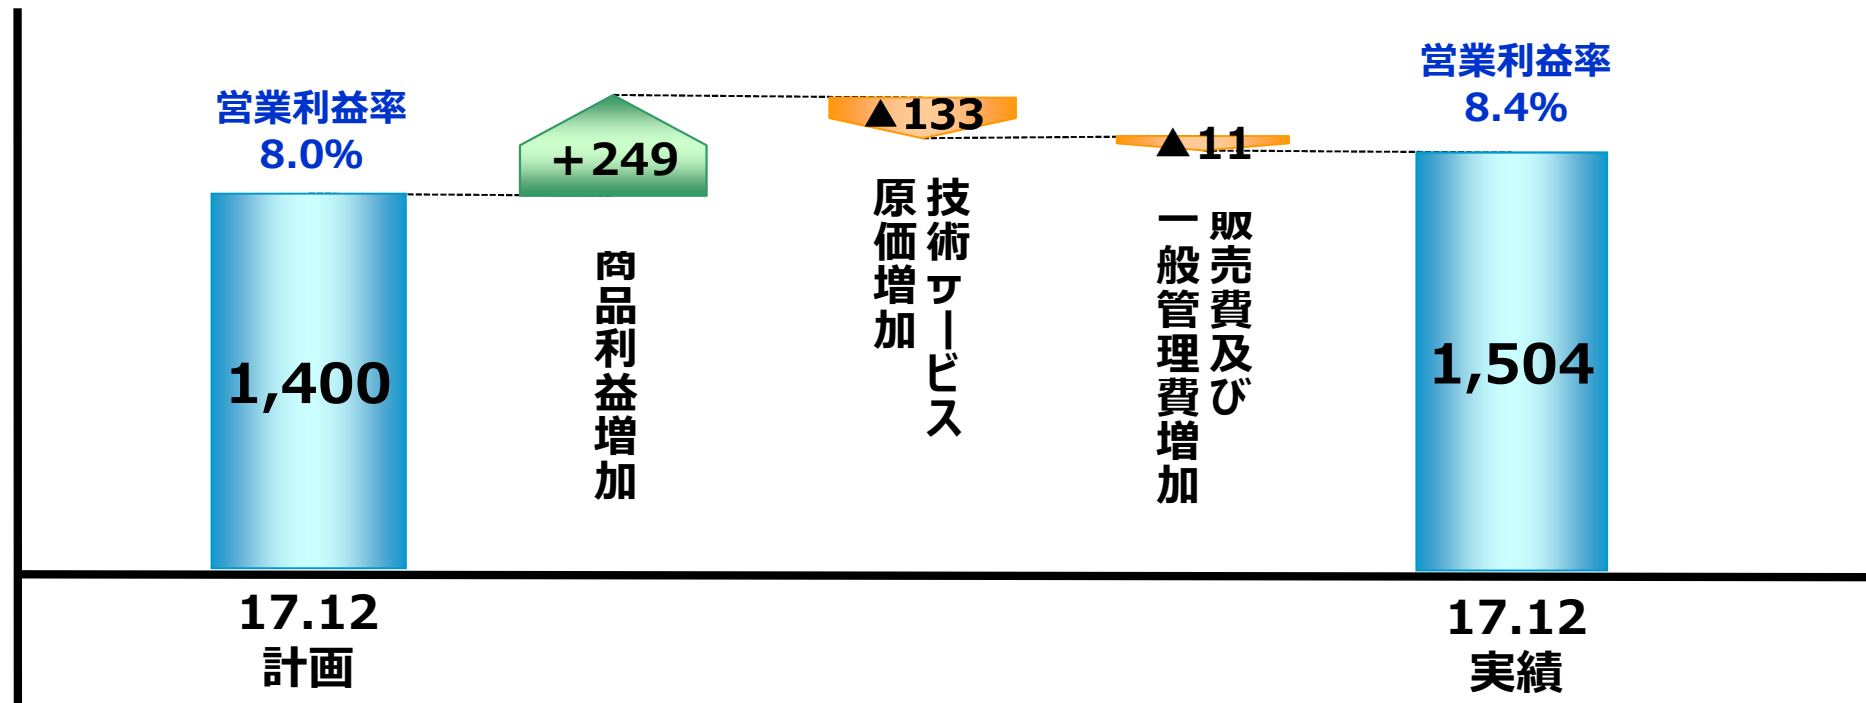 営業利益率
8.0%
1,400
17.12
計画
+249
商品利益増加
▲133
技術サービス
原価増加
▲11
販売費及び
一般管理費増加
営業利益率
8.4%
1,504
17.12
実績